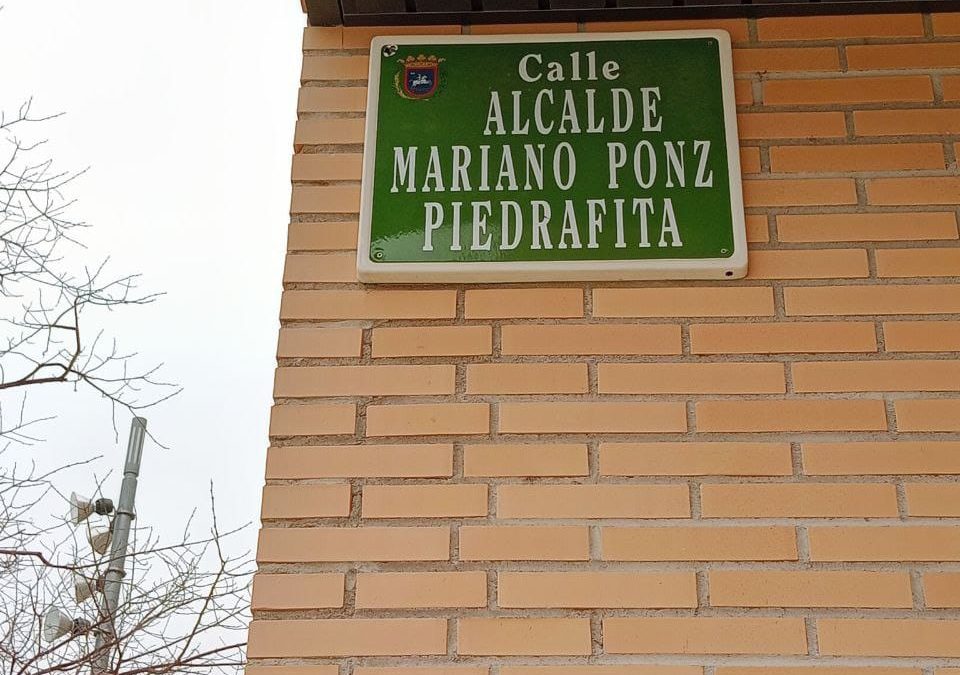 Calle
ALCALDE
MARIANO PONZ
PIEDRAFITA